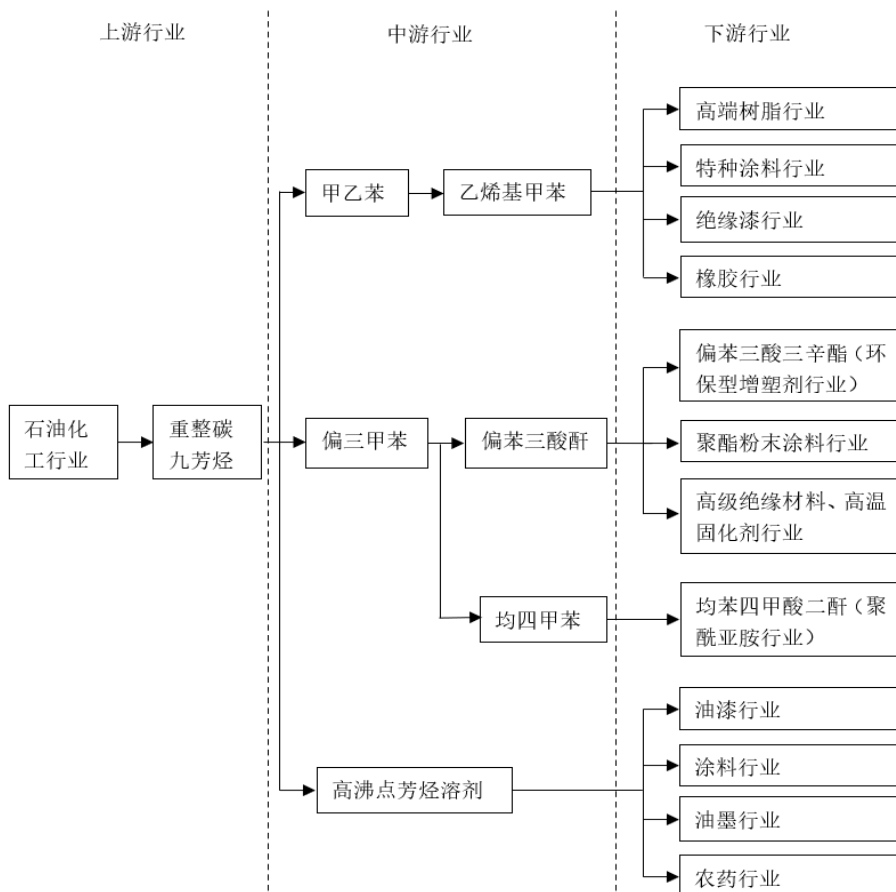 上游行业
中游行业
下游行业
高端树脂行业
特种涂料行业
甲乙苯
乙烯基甲苯
绝缘漆行业
橡胶行业
偏苯三酸三辛酯（环
保型增塑剂行业）
石油化
工行业
重整碳
九芳烃
偏三甲苯
偏苯三酸酐
聚酯粉末涂料行业
高级绝缘材料、高温
固化剂行业
均四甲苯
均苯四甲酸二酐（聚
酰亚胺行业）
油漆行业
涂料行业
高沸点芳烃溶剂
油墨行业
农药行业